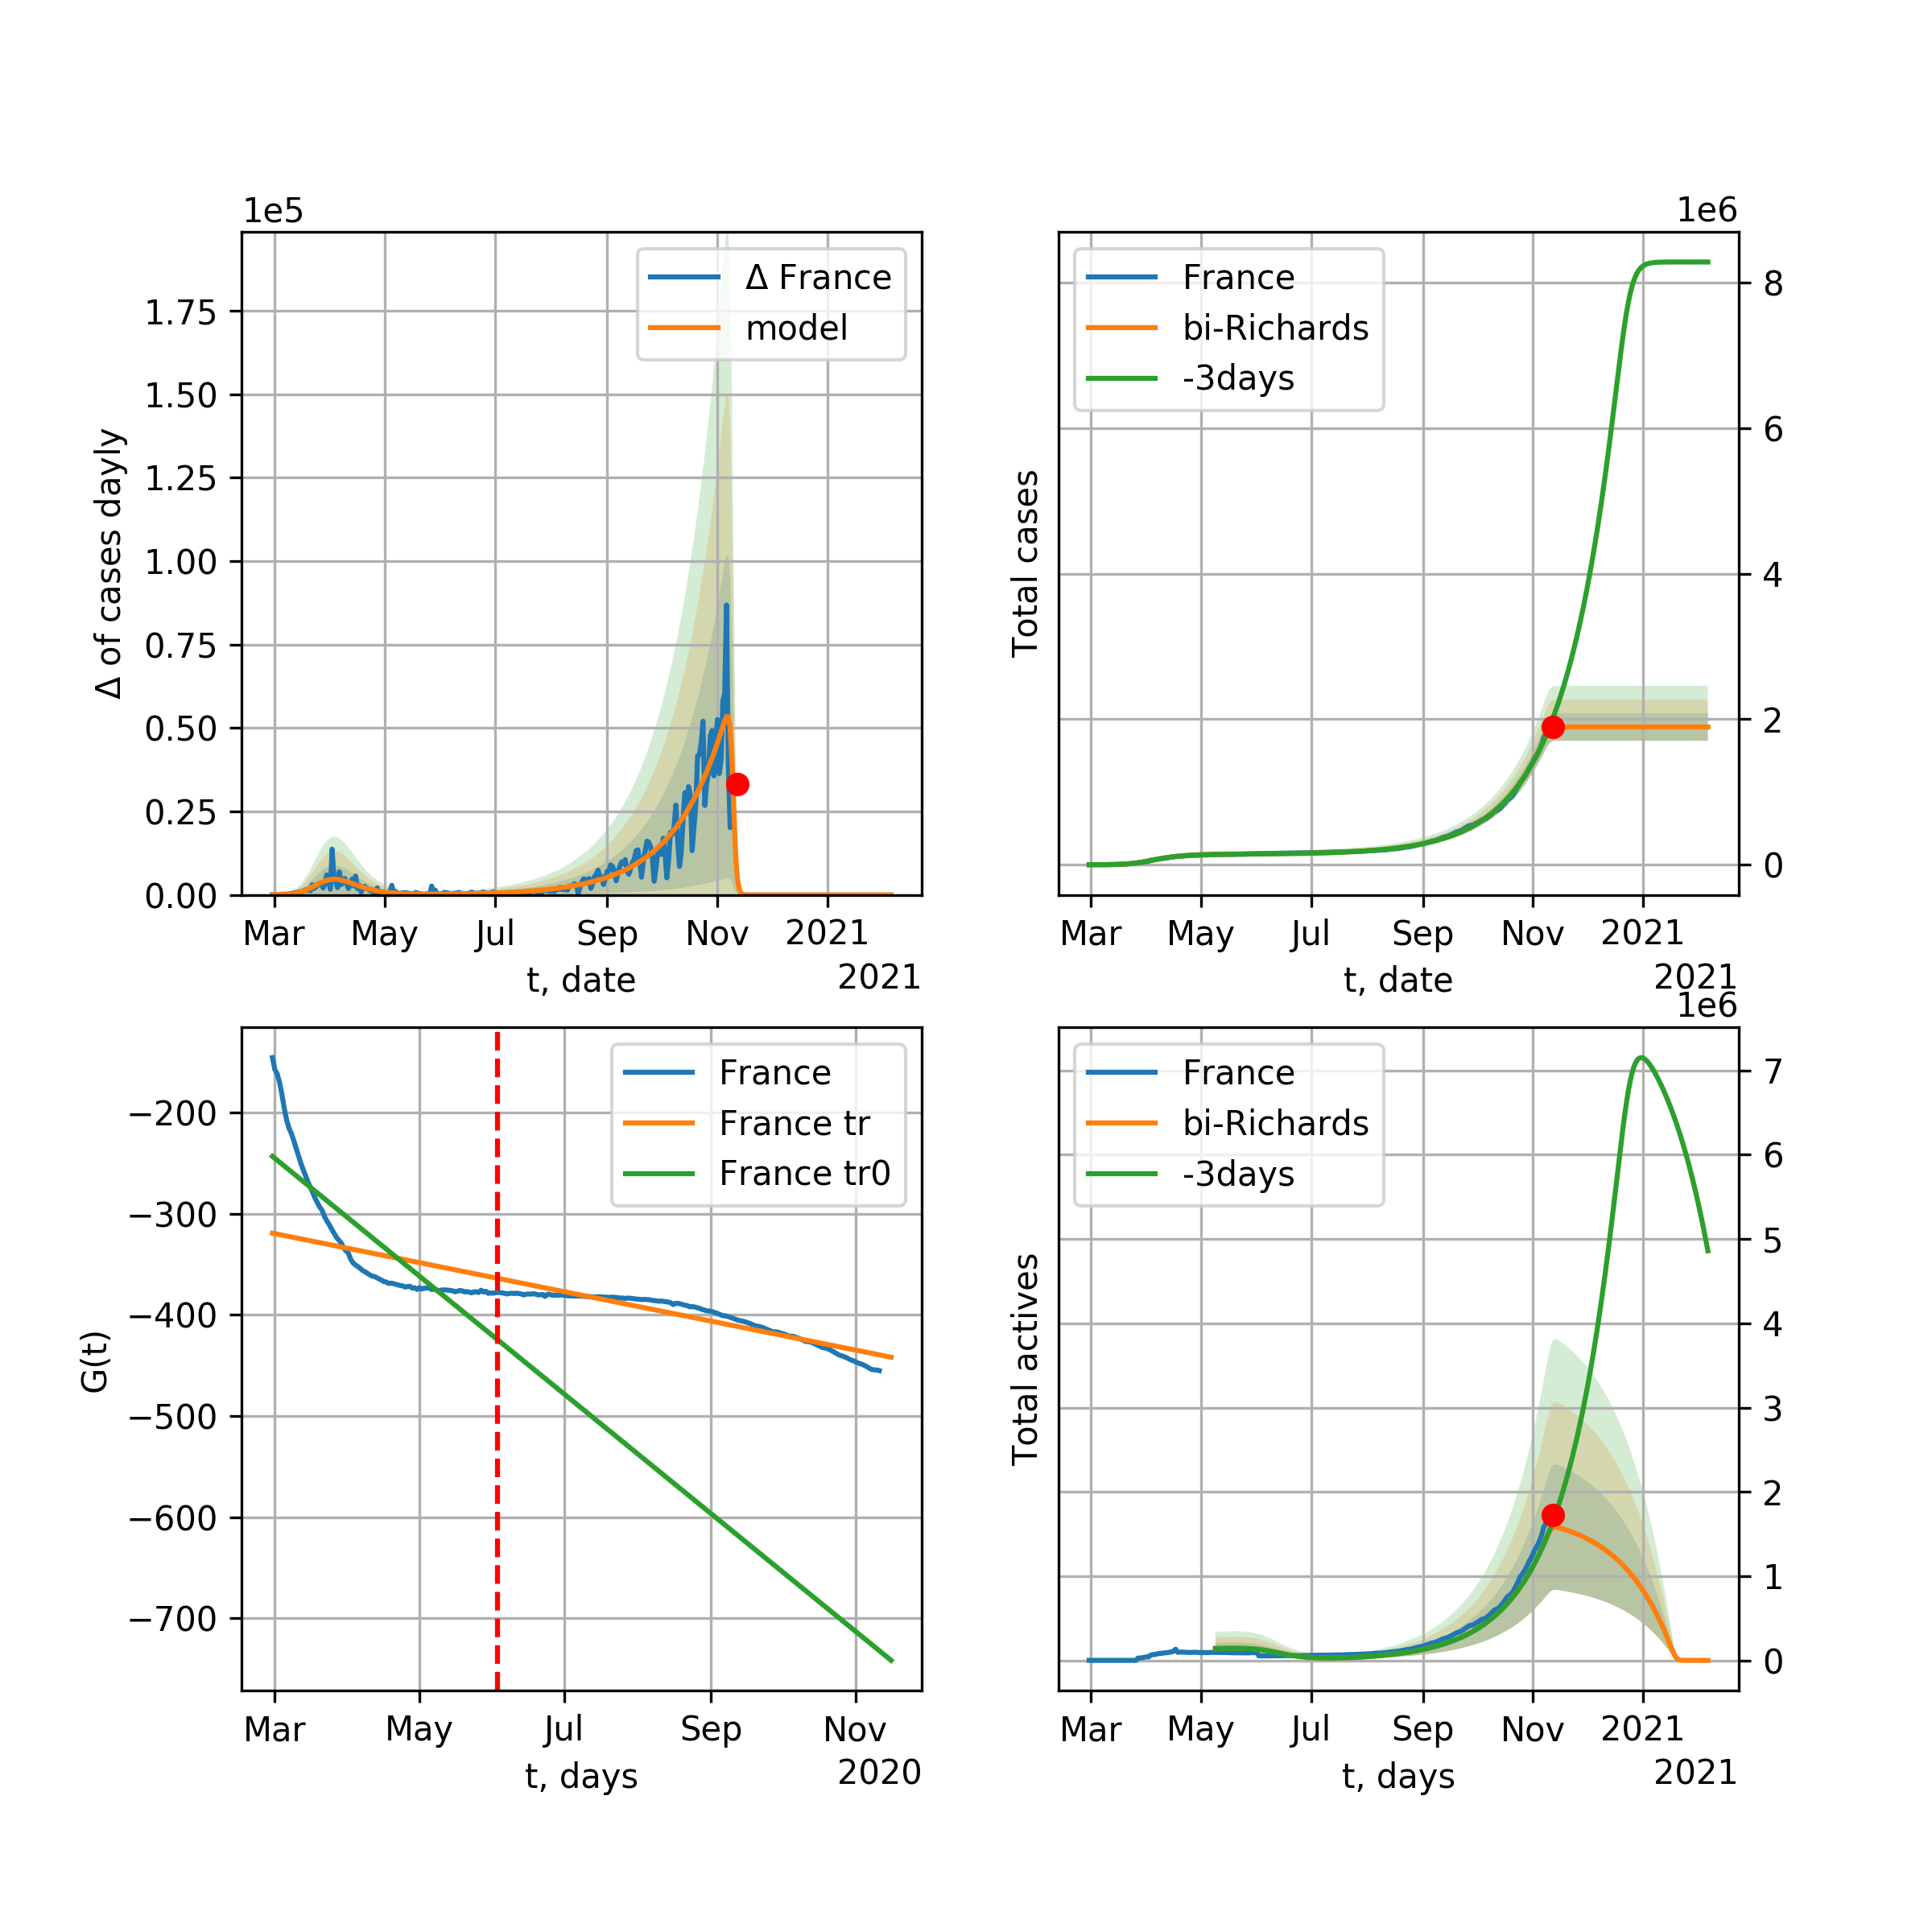 1e5
Δ of cases dayly
1.75
1.50
1.25
1.00
0.75
0.50
0.25
0.00
Δ France
model
Mar May Jul Sep Nov 2021
t, date
2021
1e6
Total cases
France
bi-Richards
-3days
8
6
4
2
0
Mar May Jul Sep Nov 2021
t, date
2021
G(t)
−200
−300
−400
−500
−600
−700
France
France tr
France tr0
Mar May Jul Sep Nov
t, days
2020
1e6
Total actives
France
bi-Richards
-3days
7
6
5
4
3
2
1
0
Mar May Jul Sep Nov 2021
t, days
2021